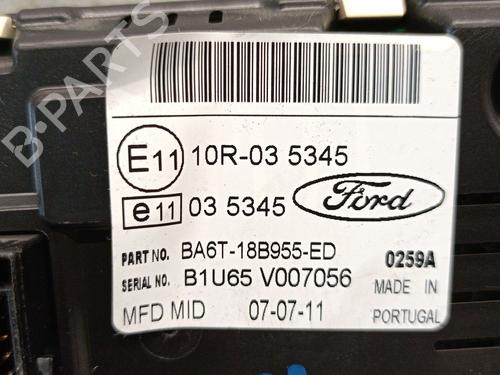 B-PARTS
E11 10R-03 5345
e11 03 5345
Ford
PART NO. BA6T-18B955-ED 0259A
SERIAL NO. B1U65 V007056 MADE IN
MFD MID 07-07-11 PORTUGAL